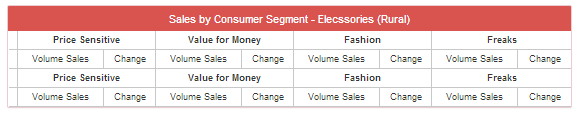 Sales by Consumer Segment - Elecssories (Rural)
Price Sensitive Value for Money Fashion Freaks
Volume Sales Change Volume Sales Change Volume Sales Change Volume Sales Change
Price Sensitive Value for Money Fashion Freaks
Volume Sales Change Volume Sales Change Volume Sales Change Volume Sales Change